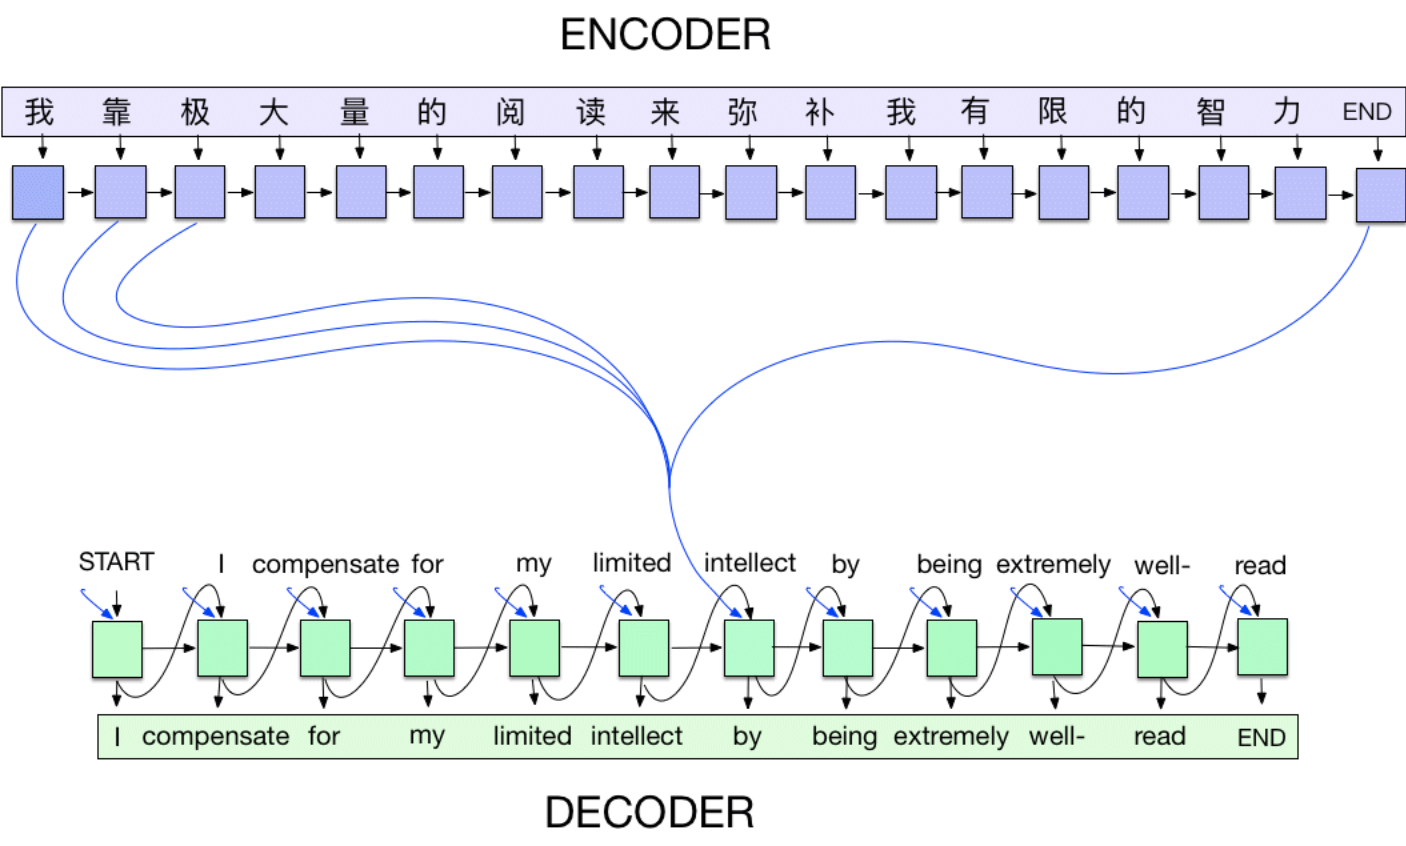 ENCODER
我 靠 极 大 量 的 阅 读 来 弥 补 我 有 限 的 智 力 END
START I compensate for my limited intellect by being extremely well- read
I compensate for my limited intellect by being extremely well- read END
DECODER